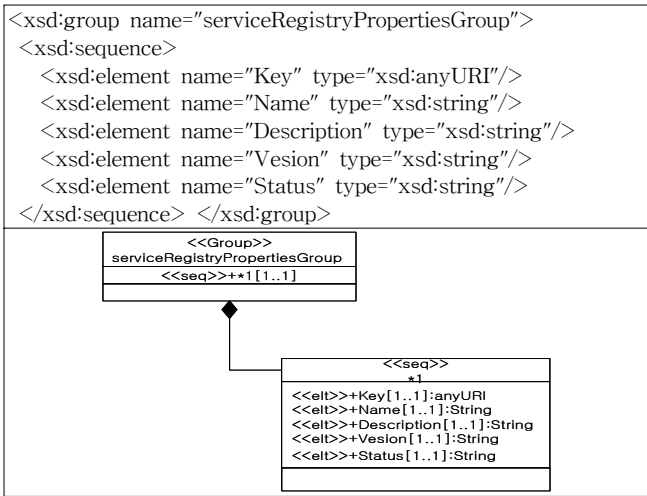 <xsd:group name="serviceRegistryPropertiesGroup">
<xsd:sequence>
<xsd:element name="Key" type="xsd:anyURI"/>
<xsd:element name="Name" type="xsd:string"/>
<xsd:element name="Description" type="xsd:string"/>
<xsd:element name="Vesion" type="xsd:string"/>
<xsd:element name="Status" type="xsd:string"/>
</xsd:sequence> </xsd:group>
<<Group>>
serviceRegistryPropertiesGroup
<<seq>>+*1[1..1]
<<seq>>
*1
<<elt>>+Key[1..1]:anyURI
<<elt>>+Name[1..1]:String
<<elt>>+Description[1..1]:String
<<elt>>+Vesion[1..1]:String
<<elt>>+Status[1..1]:String